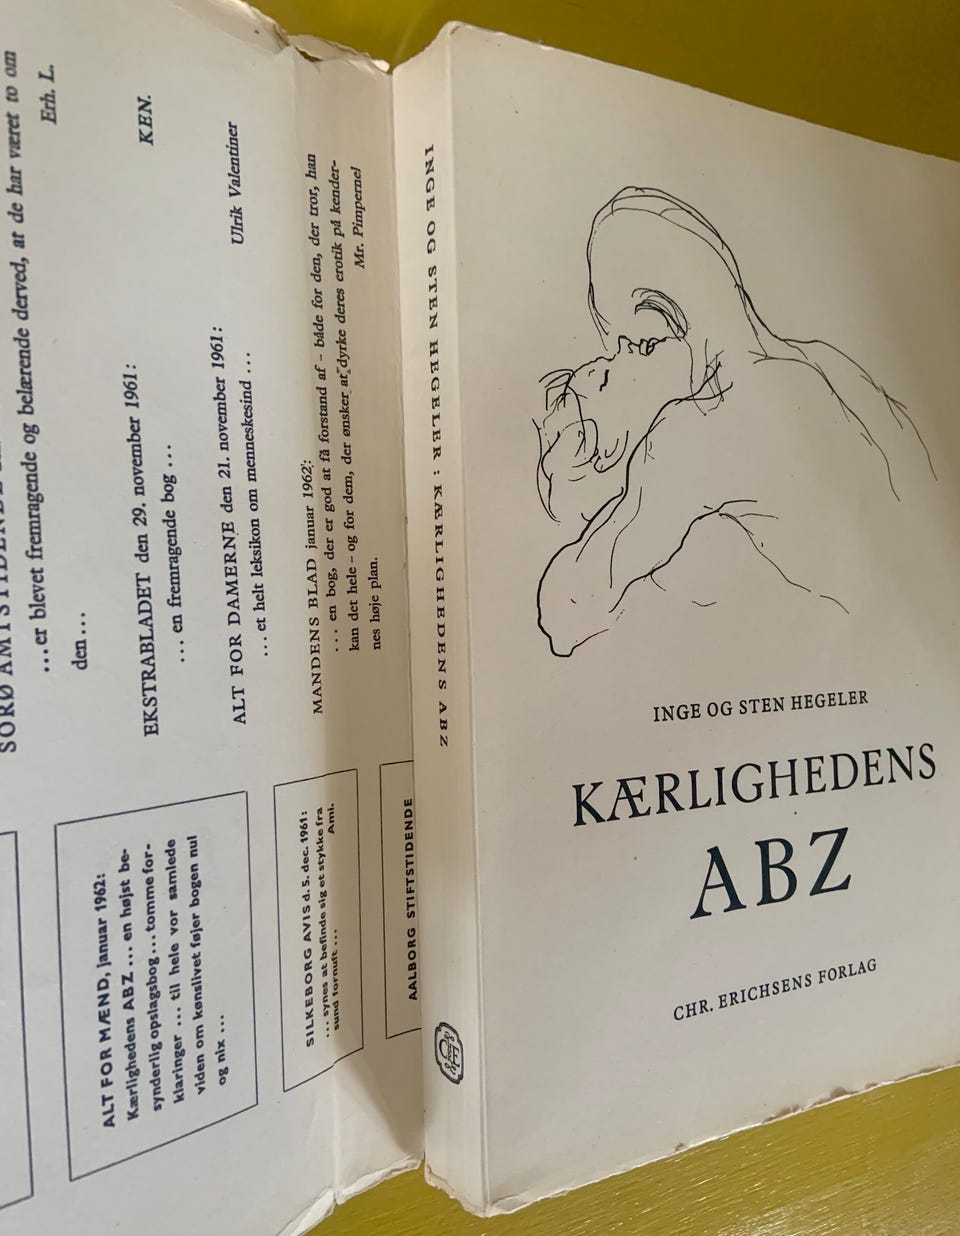 SORØ AMTSTIDENDE
...er blevet fremragende og belærende derved, at de har været to om
den...
Erh. L.
EKSTRABLADET den 29. november 1961:
... en fremragende bog ...
KEN.
ALT FOR DAMERNE den 21. november 1961:
... et helt leksikon om menneskesind ...
Ulrik Valentiner
MANDENS BLAD januar 1962:
... en bog, der er god at få forstand af – både for den, der tror, han
kan det hele – og for dem, der ønsker at dyrke deres erotik på kender-
nes høje plan.
Mr. Pimpernel
ALT FOR MÆND, januar 1962:
Kærlighedens ABZ ... en højst be-
synderlig opslagsbog ... tomme for-
klaringer ... til hele vor samlede
viden om kønslivet føjer bogen nul
og nix ...
SILKEBORG AVIS d. 5. dec. 1961:
... synes at befinde sig et stykke fra
sund fornuft ...
Aml.
AALBORG STIFTSTIDENDE
INGE OG STEN HEGELER : KÆRLIGHEDENS ABZ
INGE OG STEN HEGELER
KÆRLIGHEDENS
ABZ
CHR. ERICHSENS FORLAG